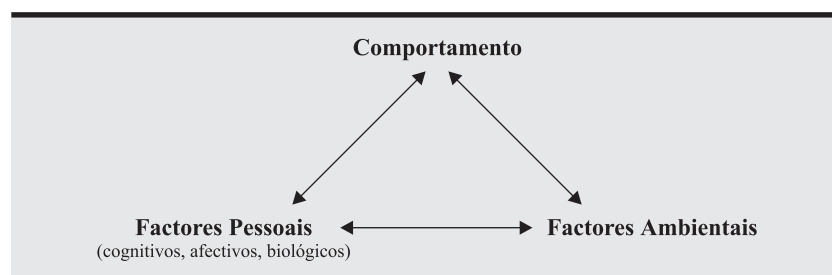 Comportamento
Factores Pessoais
(cognitivos, afectivos, biológicos)
Factores Ambientais